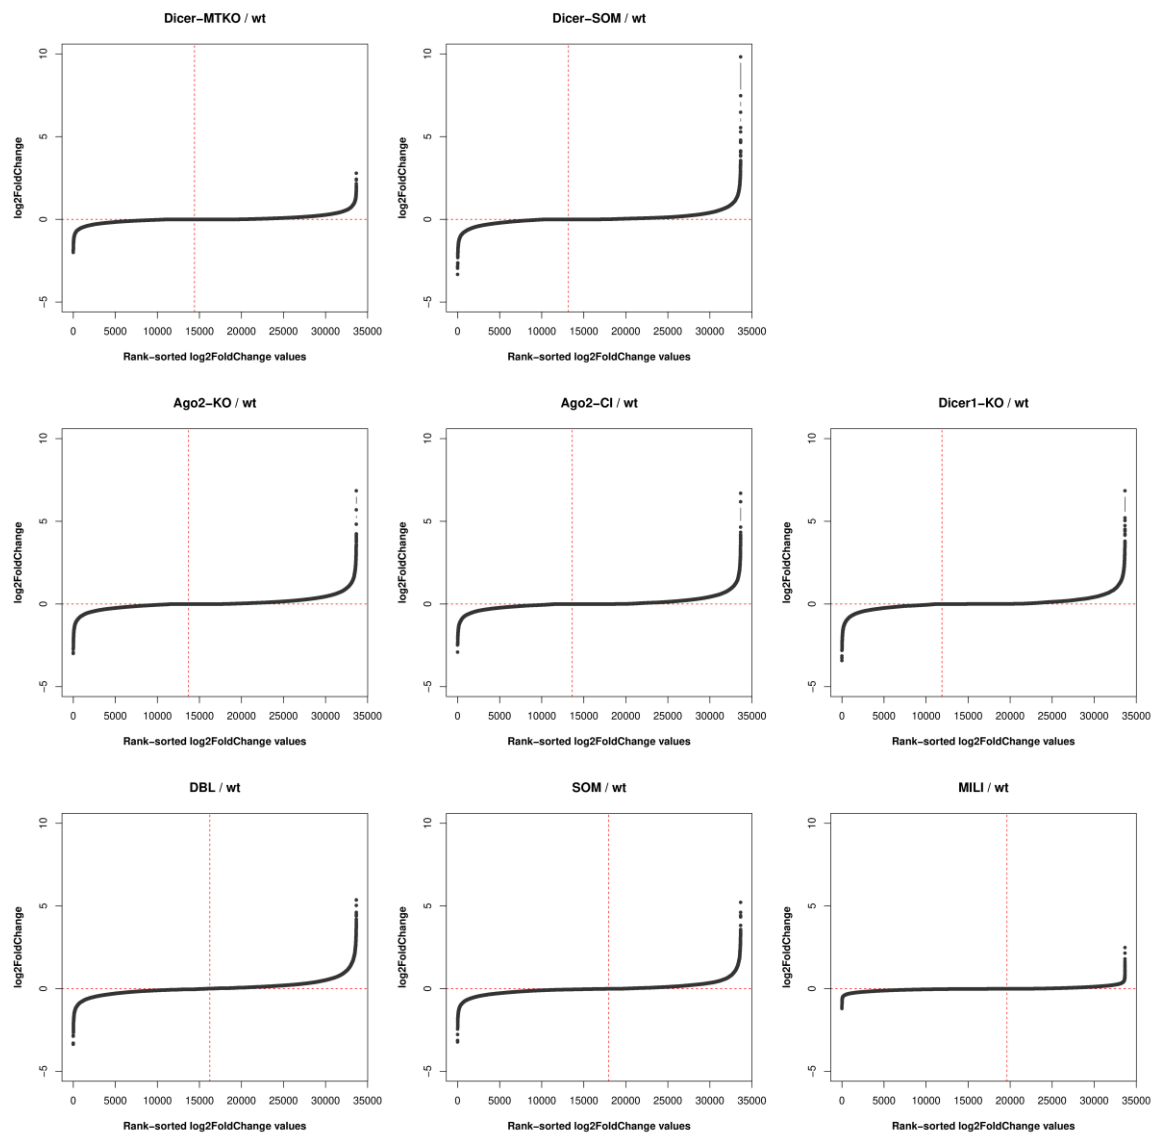 Dicer−MTKO / wt
log2FoldChange
−5 0 5 10
0 5000 10000 15000 20000 25000 30000 35000
Rank−sorted log2FoldChange values
Dicer−SOM / wt
log2FoldChange
−5 0 5 10
0 5000 10000 15000 20000 25000 30000 35000
Rank−sorted log2FoldChange values
Ago2−KO / wt
log2FoldChange
−5 0 5 10
0 5000 10000 15000 20000 25000 30000 35000
Rank−sorted log2FoldChange values
Ago2−CI / wt
log2FoldChange
−5 0 5 10
0 5000 10000 15000 20000 25000 30000 35000
Rank−sorted log2FoldChange values
Dicer1−KO / wt
log2FoldChange
−5 0 5 10
0 5000 10000 15000 20000 25000 30000 35000
Rank−sorted log2FoldChange values
DBL / wt
log2FoldChange
−5 0 5 10
0 5000 10000 15000 20000 25000 30000 35000
Rank−sorted log2FoldChange values
SOM / wt
log2FoldChange
−5 0 5 10
0 5000 10000 15000 20000 25000 30000 35000
Rank−sorted log2FoldChange values
MILI / wt
log2FoldChange
−5 0 5 10
0 5000 10000 15000 20000 25000 30000 35000
Rank−sorted log2FoldChange values